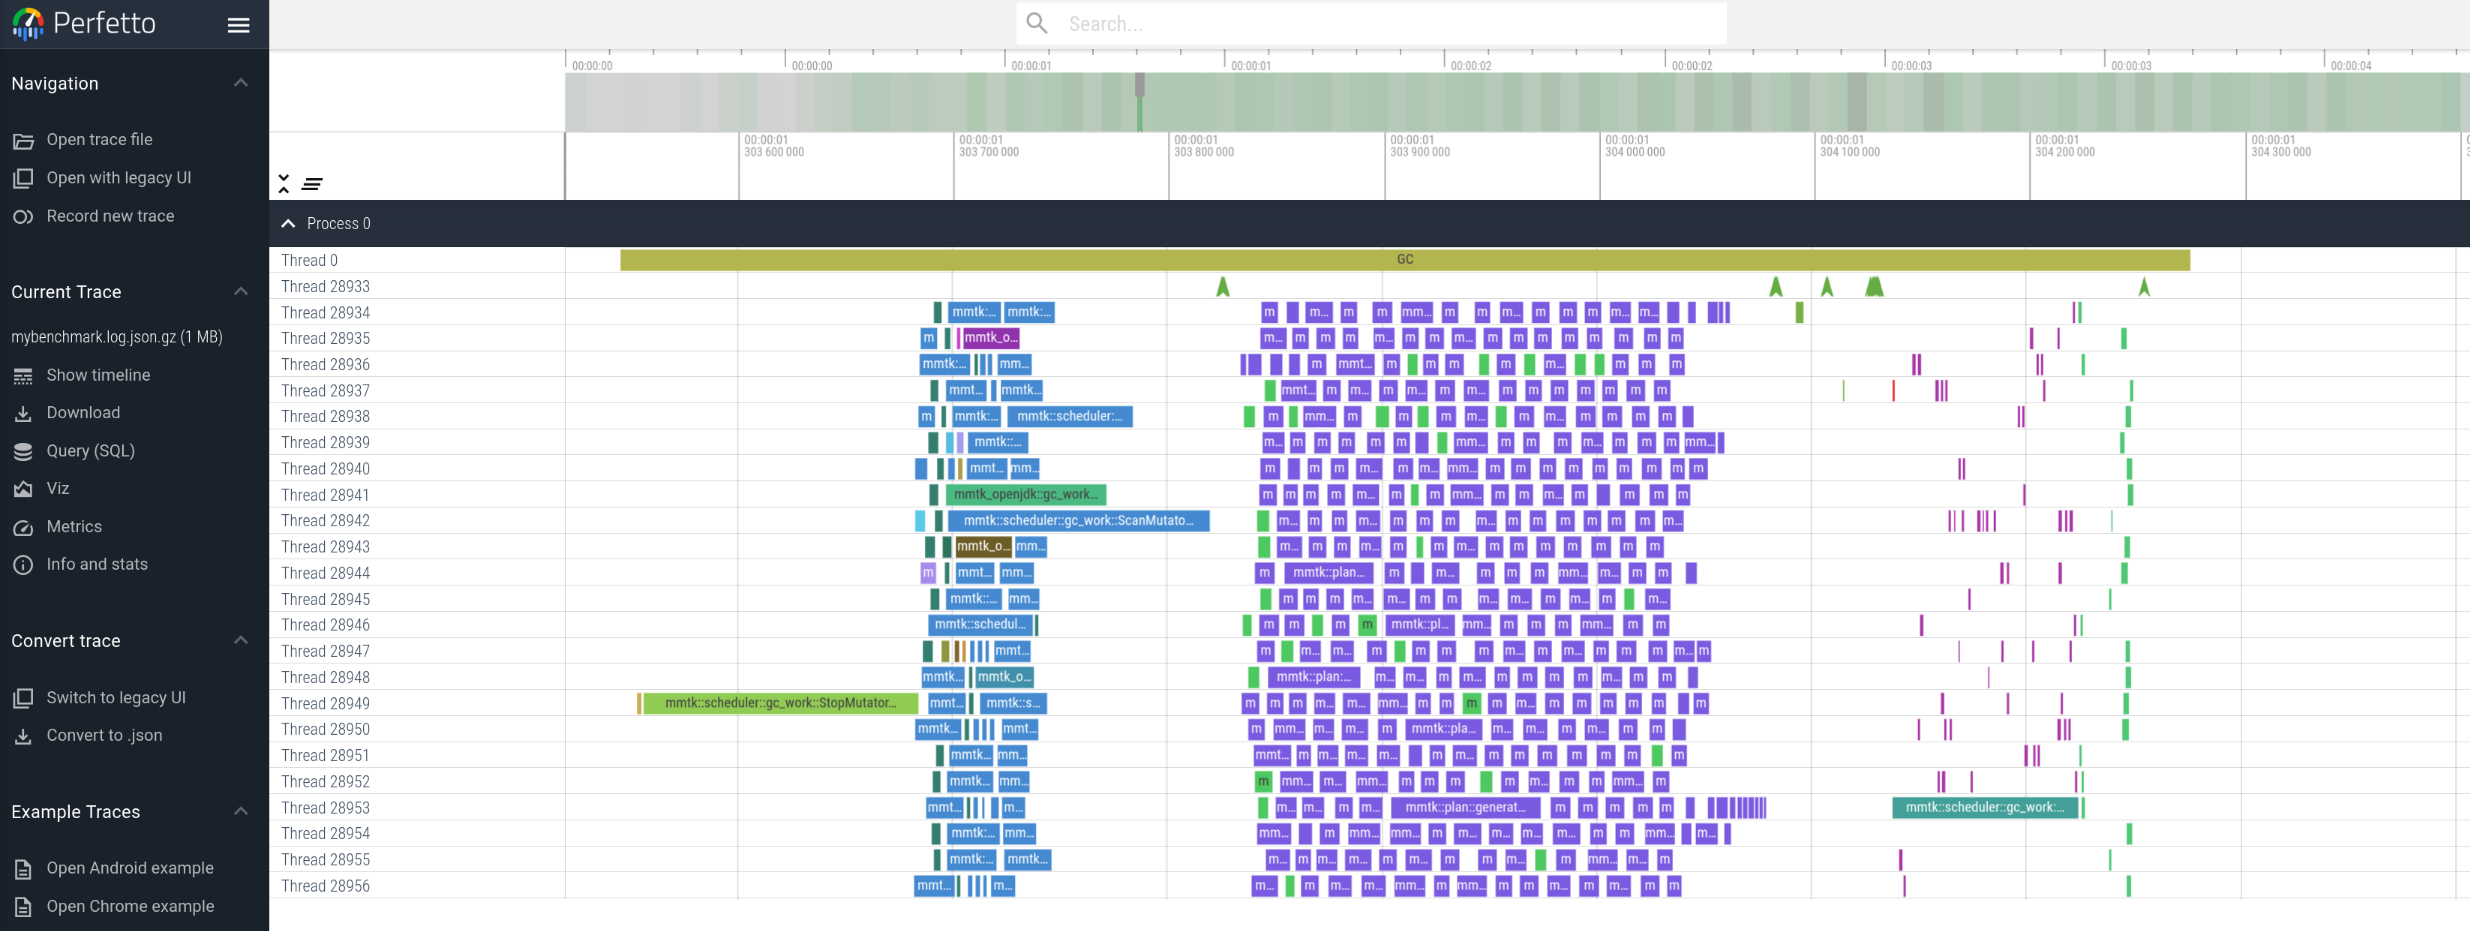 Perfetto
Search...
Navigation
Open trace file
Open with legacy UI
Record new trace
Current Trace
mybenchmark.log.json.gz (1 MB)
Show timeline
Download
Query (SQL)
Viz
Metrics
Info and stats
Convert trace
Switch to legacy UI
Convert to .json
Example Traces
Open Android example
Open Chrome example
00:00:00 00:00:00 00:00:01 00:00:01 00:00:02 00:00:02 00:00:03 00:00:03 00:00:04
00:00:01 00:00:01 00:00:01 00:00:01 00:00:01 00:00:01 00:00:01 00:00:01
303 600 000 303 700 000 303 800 000 303 900 000 304 000 000 304 100 000 304 200 000 304 300 000
Process 0
Thread 0 GC
Thread 28933
Thread 28934 mmtk:... mmtk:...
Thread 28935 m mmtk_o...
Thread 28936 mmtk:... mm... mmt...
Thread 28937 mmt... mmtk... mmt...
Thread 28938 m mmtk:... mmtk::scheduler:...
Thread 28939 mmtk::...
Thread 28940 mmt... mm...
Thread 28941 mmtk_openjdk::gc_work...
Thread 28942 mmtk::scheduler::gc_work::ScanMutato...
Thread 28943 mmtk_o... mm...
Thread 28944 m mmt... mm... m mmtk::plan...
Thread 28945 mmtk::... mm...
Thread 28946 mmtk::schedul... mmtk::pl...
Thread 28947 mmt...
Thread 28948 mmtk... mmtk_o... mmtk::plan:...
Thread 28949 mmtk::scheduler::gc_work::StopMutator... mmt... mmtk::s...
Thread 28950 mmtk... mmt... mmtk::pla...
Thread 28951 mmtk... mm... mmt...
Thread 28952 mmtk... mm...
Thread 28953 mmt... m... mmtk::plan::generat... mmtk::scheduler::gc_work:...
Thread 28954 mmtk:... mm...
Thread 28955 mmtk:... mmtk...
Thread 28956 mmt... m...